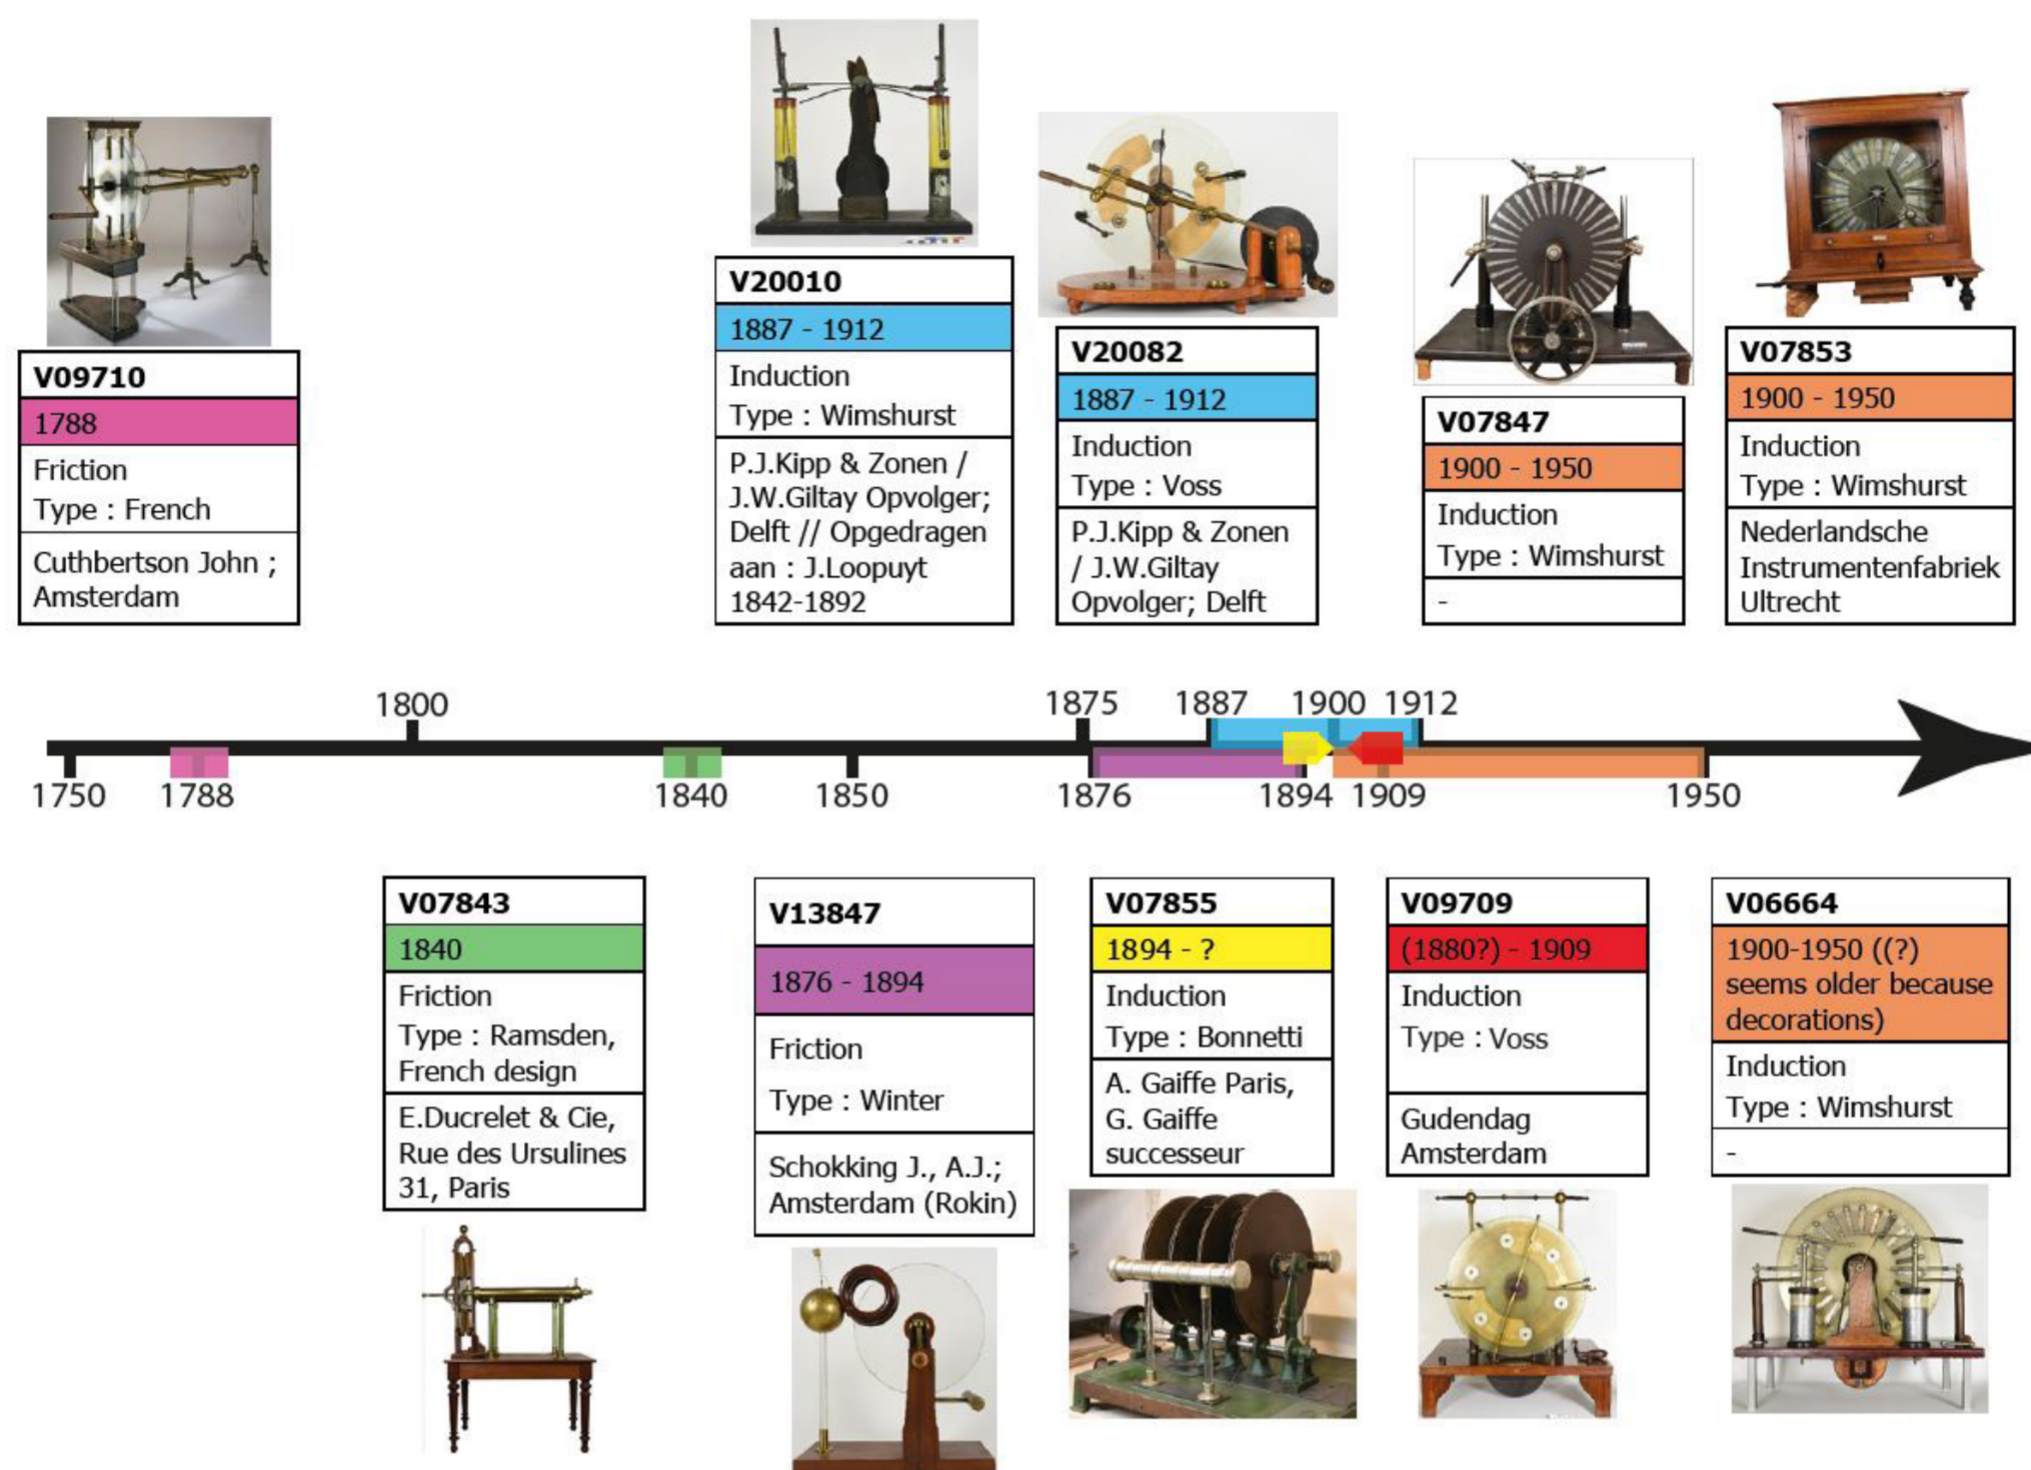 V09710
1788
Friction
Type : French
Cuthbertson John ;
Amsterdam
V20010
1887 - 1912
Induction
Type : Wimshurst
P.J.Kipp & Zonen /
J.W.Giltay Opvolger;
Delft // Opgedragen
aan : J.Loopuyt
1842-1892
V20082
1887 - 1912
Induction
Type : Voss
P.J.Kipp & Zonen
/ J.W.Giltay
Opvolger; Delft
V07847
1900 - 1950
Induction
Type : Wimshurst
-
V07853
1900 - 1950
Induction
Type : Wimshurst
Nederlandsche
Instrumentenfabriek
Ultrecht
1800
1875
1887
1900
1912
1750
1788
1840
1850
1876
1894
1909
1950
V07843
1840
Friction
Type : Ramsden,
French design
E.Ducrelet & Cie,
Rue des Ursulines
31, Paris
V13847
1876 - 1894
Friction
Type : Winter
Schokking J., A.J.;
Amsterdam (Rokin)
V07855
1894 - ?
Induction
Type : Bonnetti
A. Gaiffe Paris,
G. Gaiffe
successeur
V09709
(1880?) - 1909
Induction
Type : Voss
Gudendag
Amsterdam
V06664
1900-1950 ((?)
seems older because
decorations)
Induction
Type : Wimshurst
-